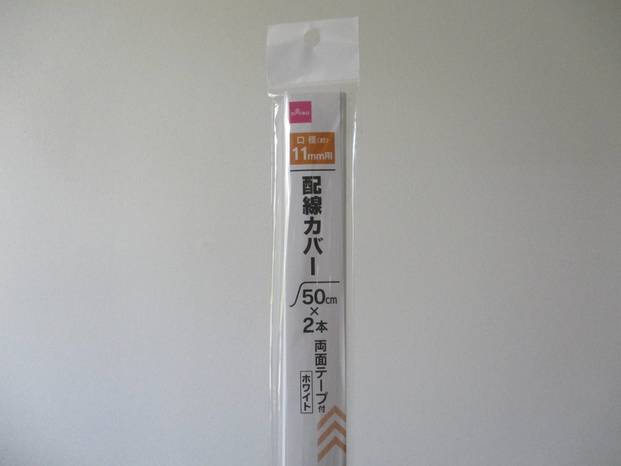 DAISO
口径(約)
11mm用
配線カバー
50cm
×
2本
両面テープ付
ホワイト